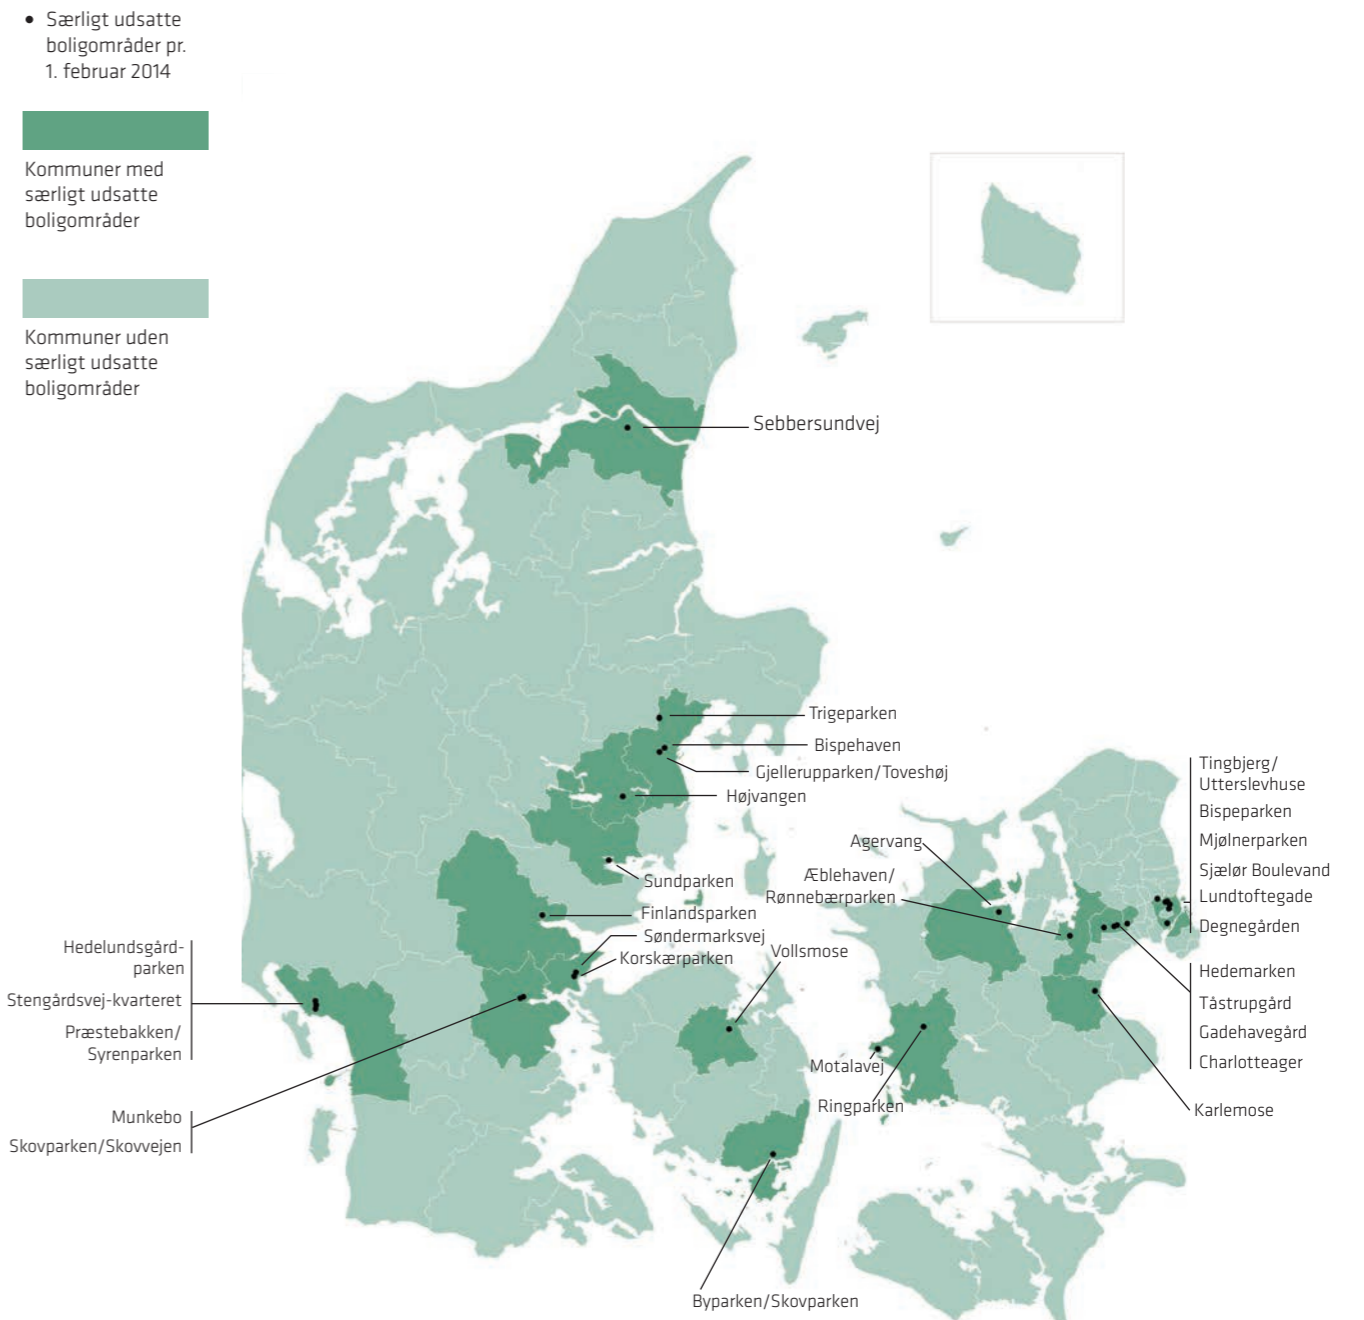 Særligt udsatte
boligområder pr.
1. februar 2014
Kommuner med
særligt udsatte
boligområder
Kommuner uden
særligt udsatte
boligområder
Sebbersundvej
Trigeparken
Bispehaven
Gjellerupparken/Toveshøj
Højvangen
Sundparken
Finlandsparken
Søndermarksvej
Korskærparken
Vollsmose
Agervang
Æblehaven/
Rønnebærparken
Tingbjerg/
Utterslevhuse
Bispeparken
Mjølnerparken
Sjælør Boulevand
Lundtoftegade
Degnegården
Hedemarken
Tåstrupgård
Gadehavegård
Charlotteager
Karlemose
Motalavej
Ringparken
Byparken/Skovparken
Hedelundsgård-
parken
Stengårdsvej-kvarteret
Præstebakken/
Syrenparken
Munkebo
Skovparken/Skovvejen